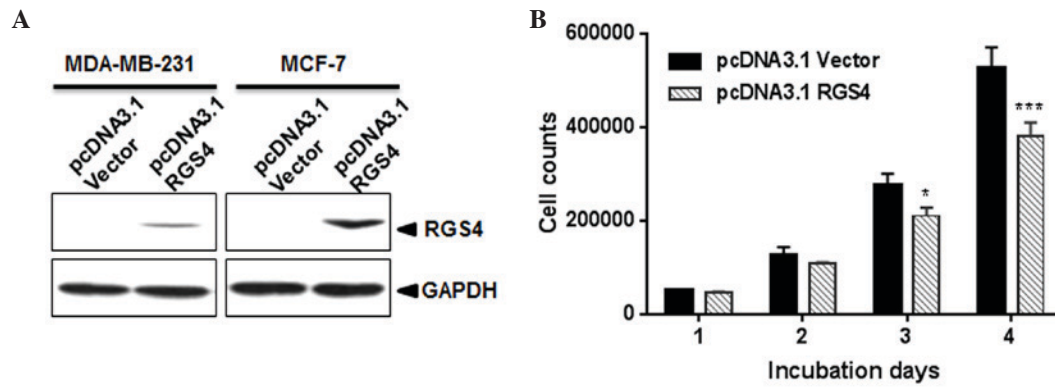 A
MDA-MB-231
MCF-7
pcDNA3.1
Vector
pcDNA3.1
RGS4
pcDNA3.1
Vector
pcDNA3.1
RGS4
RGS4
GAPDH
B
600000
400000
200000
0
Cell counts
pcDNA3.1 Vector
pcDNA3.1 RGS4
*
***
1 2 3 4
Incubation days